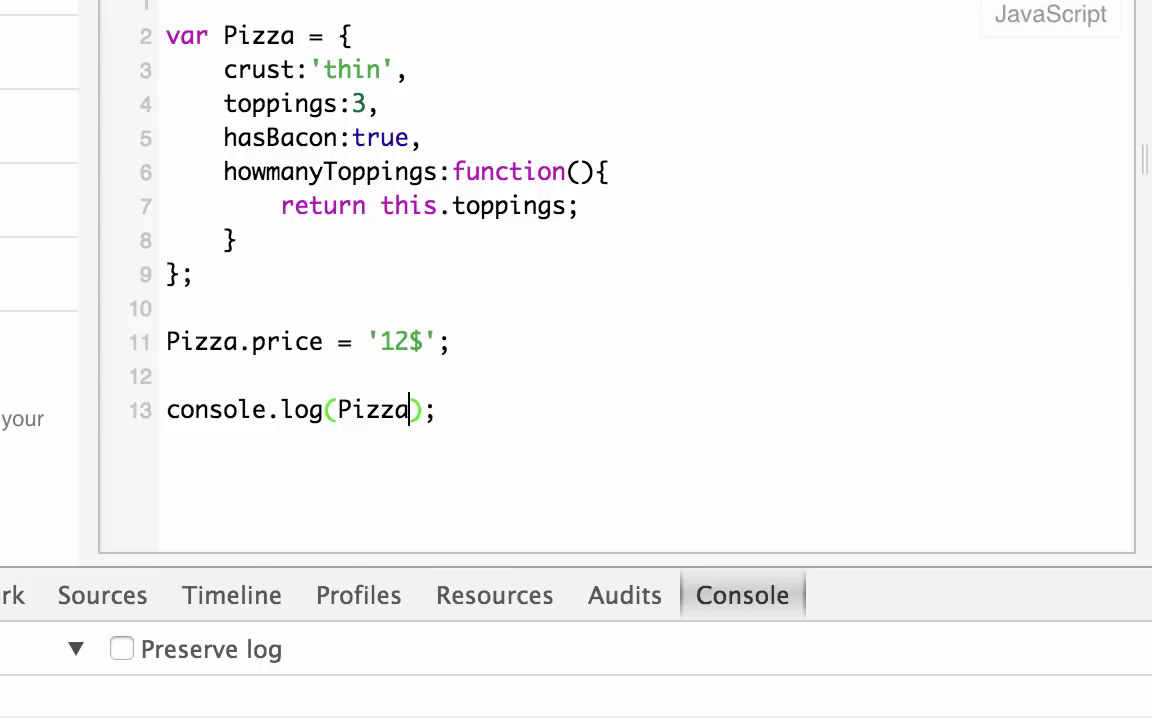 JavaScript
1
2 var Pizza = {
3 crust:'thin',
4 toppings:3,
5 hasBacon:true,
6 howmanyToppings:function(){
7 return this.toppings;
8 }
9 };
10
11 Pizza.price = '12$';
12
13 console.log(Pizza);
your
rk Sources Timeline Profiles Resources Audits Console
▼ Preserve log